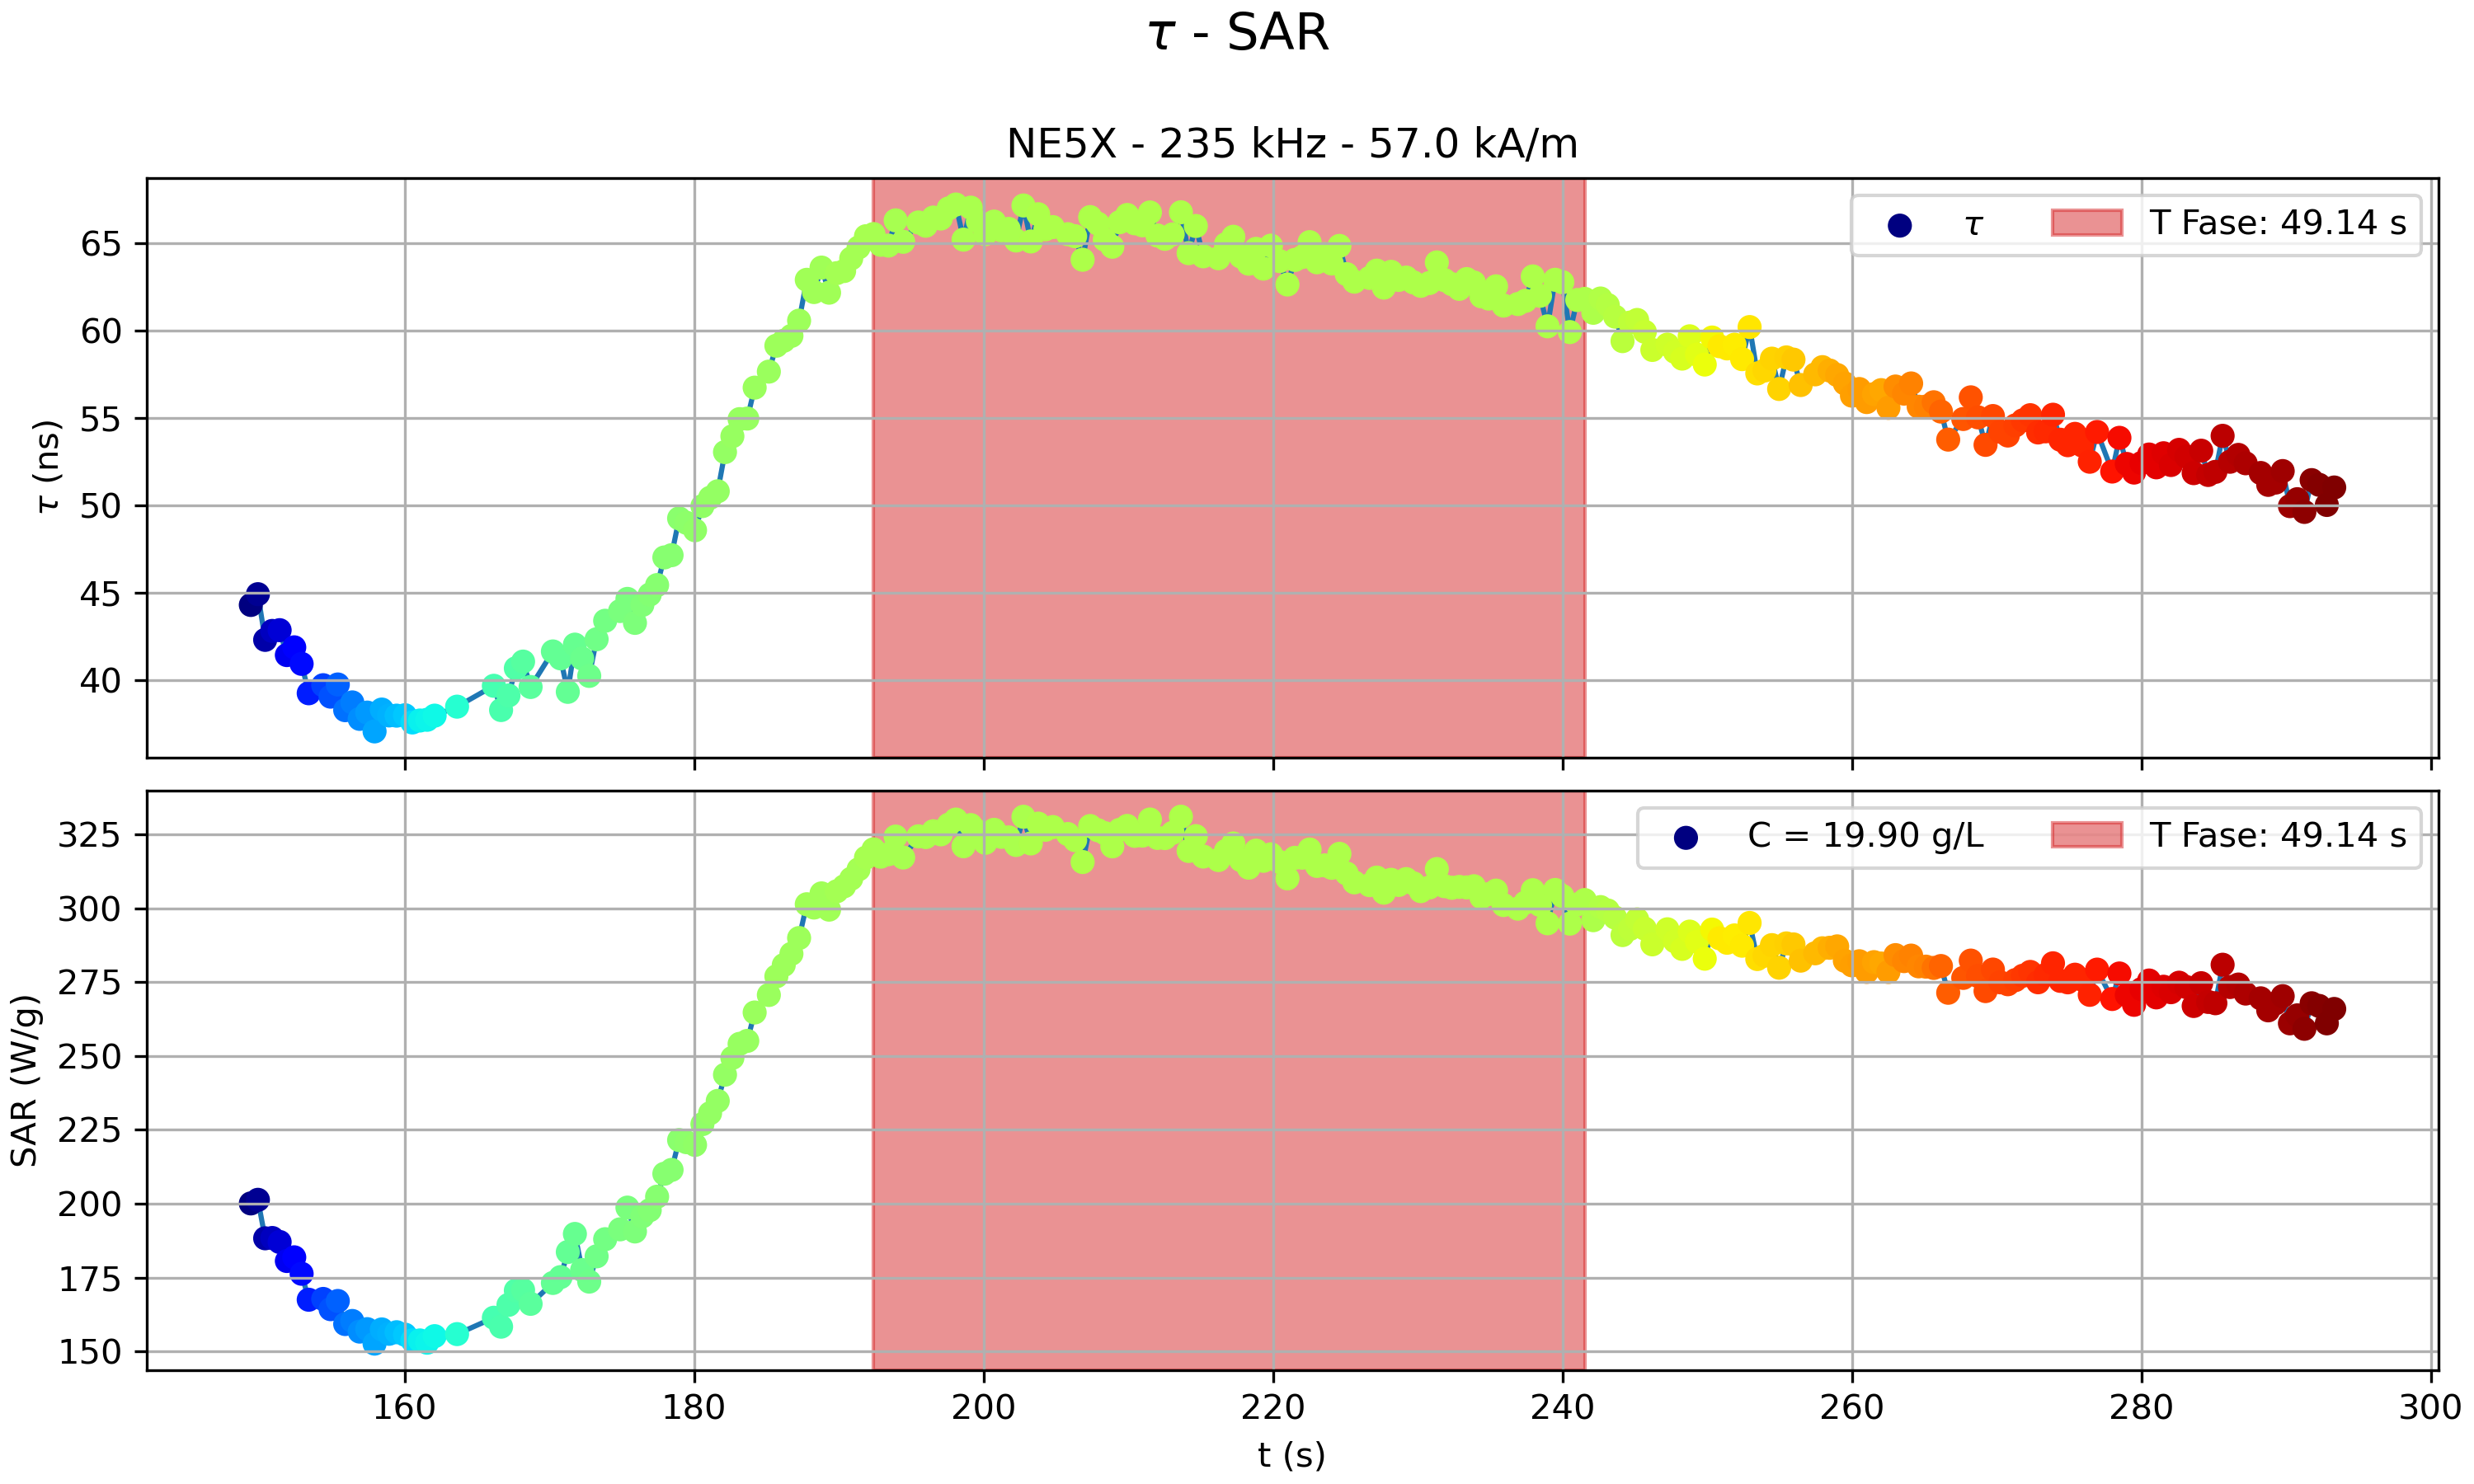 τ - SAR
NE5X - 235 kHz - 57.0 kA/m
τ
T Fase: 49.14 s
65
60
55
50
45
40
τ (ns)
C = 19.90 g/L
T Fase: 49.14 s
325
300
275
250
225
200
175
150
SAR (W/g)
160
180
200
220
240
260
280
300
t (s)